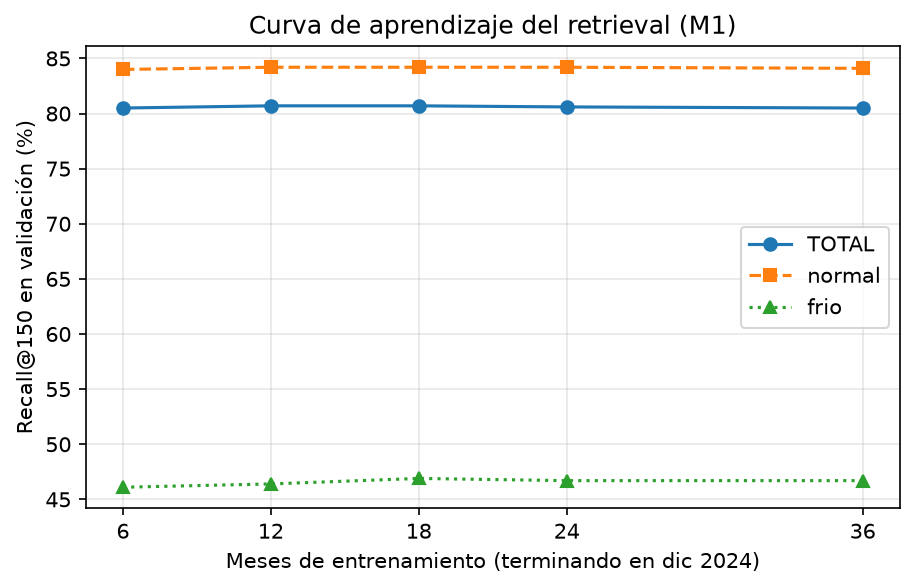 Curva de aprendizaje del retrieval (M1)
Recall@150 en validación (%)
85
80
75
70
65
60
55
50
45
TOTAL
normal
frio
6
12
18
24
36
Meses de entrenamiento (terminando en dic 2024)